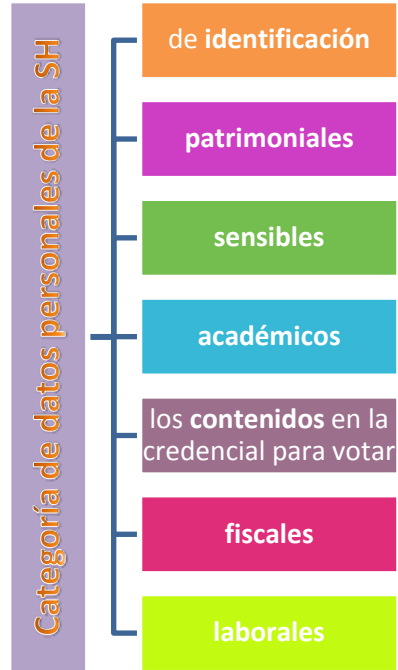 Categoría de datos personales de la SH
de identificación
patrimoniales
sensibles
académicos
los contenidos en la
credencial para votar
fiscales
laborales